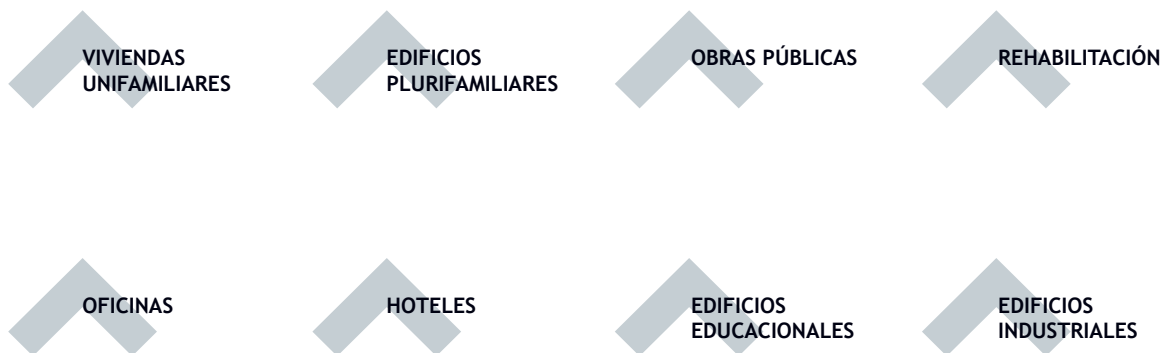 VIVIENDAS
UNIFAMILIARES
EDIFICIOS
PLURIFAMILIARES
OBRAS PÚBLICAS
REHABILITACIÓN
OFICINAS
HOTELES
EDIFICIOS
EDUCACIONALES
EDIFICIOS
INDUSTRIALES